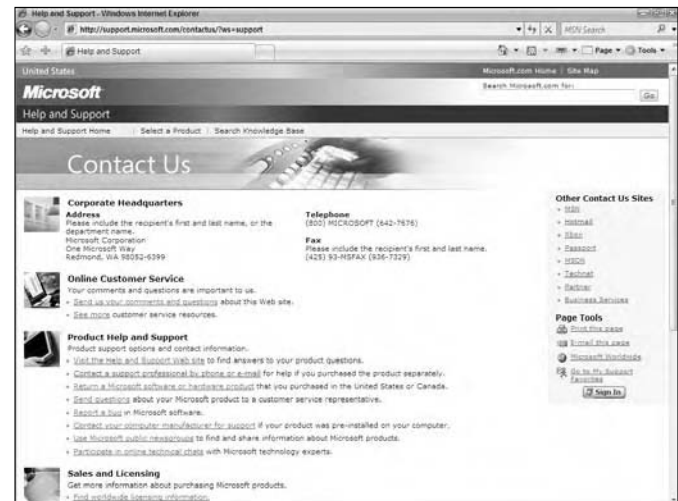 Help and Support - Windows Internet Explorer
http://support.microsoft.com/contactus/?ws=support
MSN Search
Help and Support
Page
Tools
United States
Microsoft.com Home | Site Map
Microsoft
Search Microsoft.com for:
Go
Help and Support
Help and Support Home | Select a Product | Search Knowledge Base
Contact Us
Corporate Headquarters
Address
Please include the recipient's first and last name, or the
department name.
Microsoft Corporation
One Microsoft Way
Redmond, WA 98052-6399
Telephone
(800) MICROSOFT (642-7676)
Fax
Please include the recipient's first and last name.
(425) 93-MSFAX (936-7329)
Online Customer Service
Your comments and questions are important to us.
Send us your comments and questions about this Web site.
See more customer service resources.
Product Help and Support
Product support options and contact information.
Visit the Help and Support Web site to find answers to your product questions.
Contact a support professional by phone or e-mail for help if you purchased the product separately.
Return a Microsoft software or hardware product that you purchased in the United States or Canada.
Send questions about your Microsoft product to a customer service representative.
Report a bug in Microsoft software.
Contact your computer manufacturer for support if your product was pre-installed on your computer.
Use Microsoft public newsgroups to find and share information about Microsoft products.
Participate in online technical chats with Microsoft technology experts.
Sales and Licensing
Get more information about purchasing Microsoft products.
Find worldwide licensing information.
Other Contact Us Sites
MSN
Hotmail
Xbox
Passport
MSDN
Technet
Partner
Business Services
Page Tools
Print this page
E-mail this page
Microsoft Worldwide
Go to My Support
Favorites
Sign In